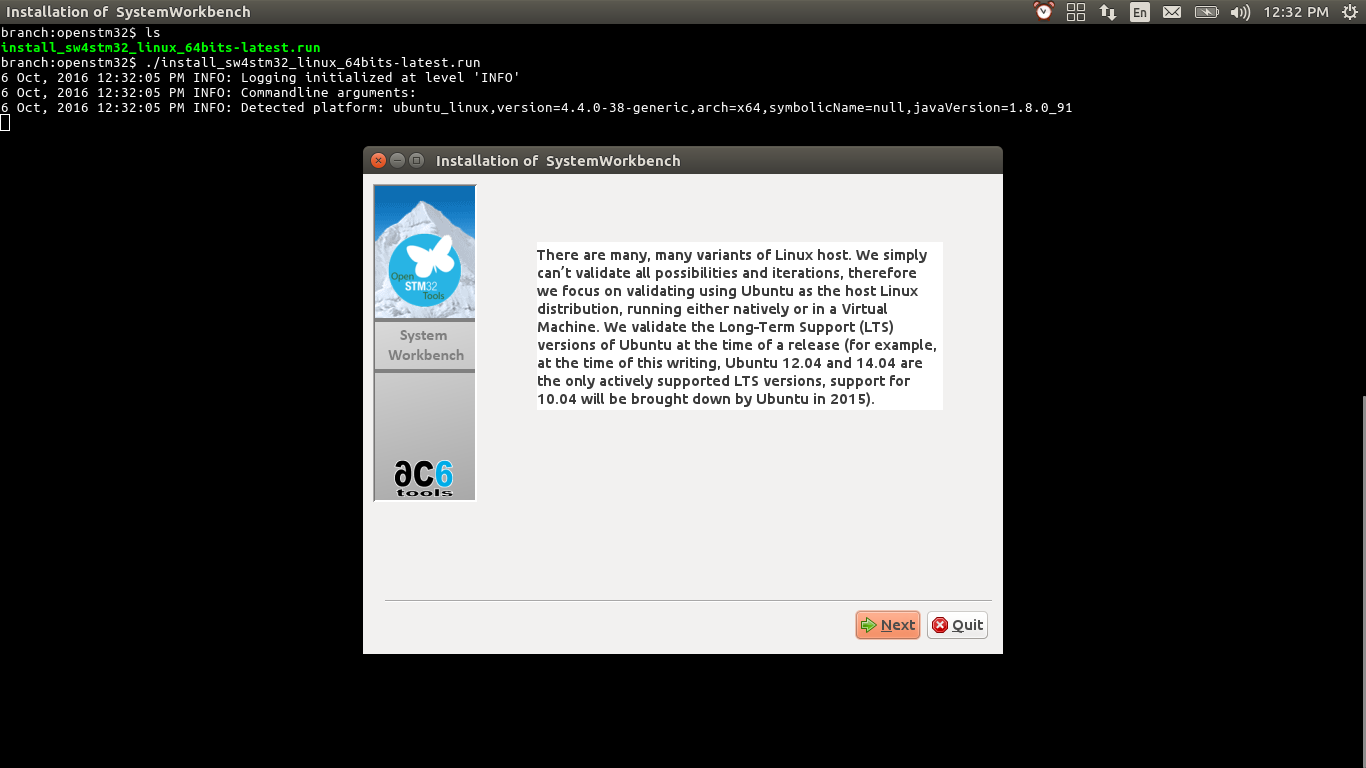 Installation of  SystemWorkbench
En
12:32 PM
branch:openstm32$ ls
install_sw4stm32_linux_64bits-latest.run
branch:openstm32$ ./install_sw4stm32_linux_64bits-latest.run
6 Oct, 2016 12:32:05 PM INFO: Logging initialized at level 'INFO'
6 Oct, 2016 12:32:05 PM INFO: Commandline arguments:
6 Oct, 2016 12:32:05 PM INFO: Detected platform: ubuntu_linux,version=4.4.0-38-generic,arch=x64,symbolicName=null,javaVersion=1.8.0_91
Installation of  SystemWorkbench
Open
STM32
Tools
System
Workbench
ac6
tools
There are many, many variants of Linux host. We simply
can’t validate all possibilities and iterations, therefore
we focus on validating using Ubuntu as the host Linux
distribution, running either natively or in a Virtual
Machine. We validate the Long-Term Support (LTS)
versions of Ubuntu at the time of a release (for example,
at the time of this writing, Ubuntu 12.04 and 14.04 are
the only actively supported LTS versions, support for
10.04 will be brought down by Ubuntu in 2015).
Next
Quit